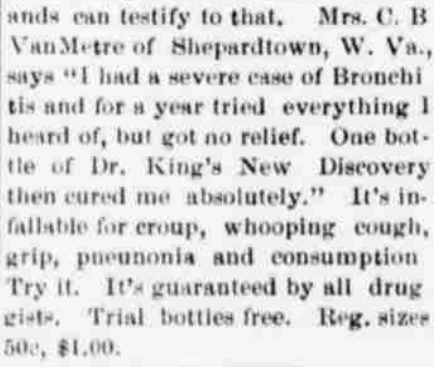 ands can testify to that. Mrs. C. B
VanMetre of Shepardtown, W. Va.,
says "I had a severe case of Bronchi
tis and for a year tried everything I
heard of, but got no relief. One bot-
tle of Dr. King's New Discovery
then cured me absolutely." It's in-
fallable for croup, whooping cough,
grip, pneunonia and consumption
Try it. It's guaranteed by all drug
gists. Trial botties free. Reg. sizes
50c, $1.00.